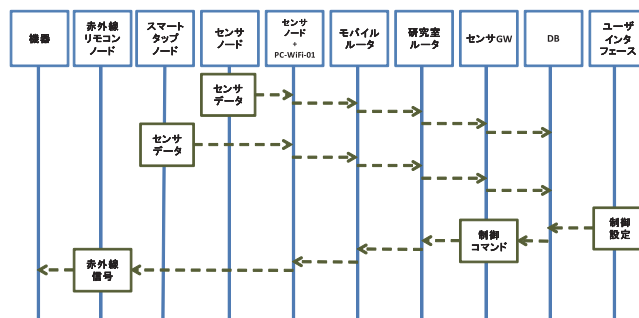 機器
赤外線
リモコン
ノード
スマート
タップ
ノード
センサ
ノード
センサ
ノード
+
PC-WiFi-01
モバイル
ルータ
研究室
ルータ
センサGW
DB
ユーザ
インタ
フェース
センサ
データ
センサ
データ
制御
設定
制御
コマンド
赤外線
信号